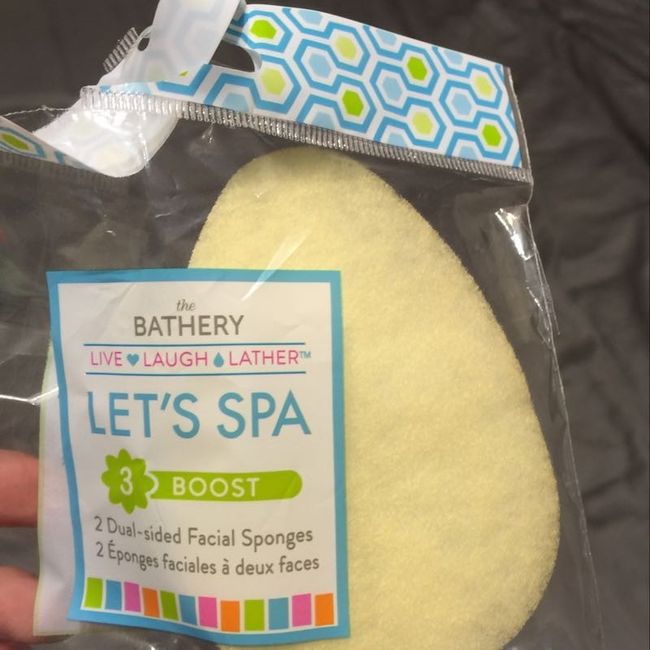 the
BATHERY
LIVE LAUGH LATHER™
LET'S SPA
3 BOOST
2 Dual-sided Facial Sponges
2 Éponges faciales à deux faces